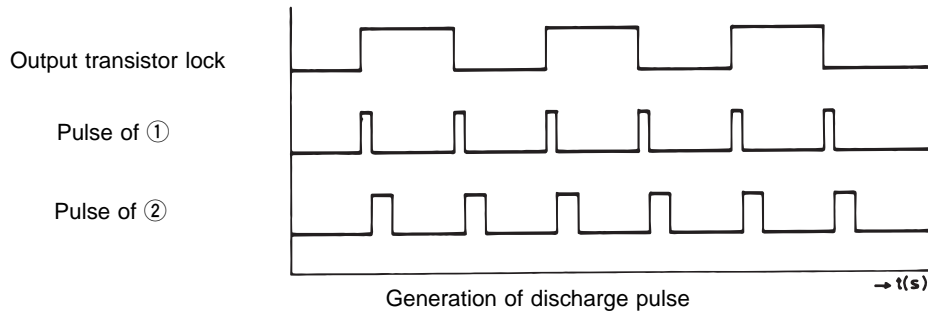 Output transistor lock
Pulse of ①
Pulse of ②
→ t(s)
Generation of discharge pulse